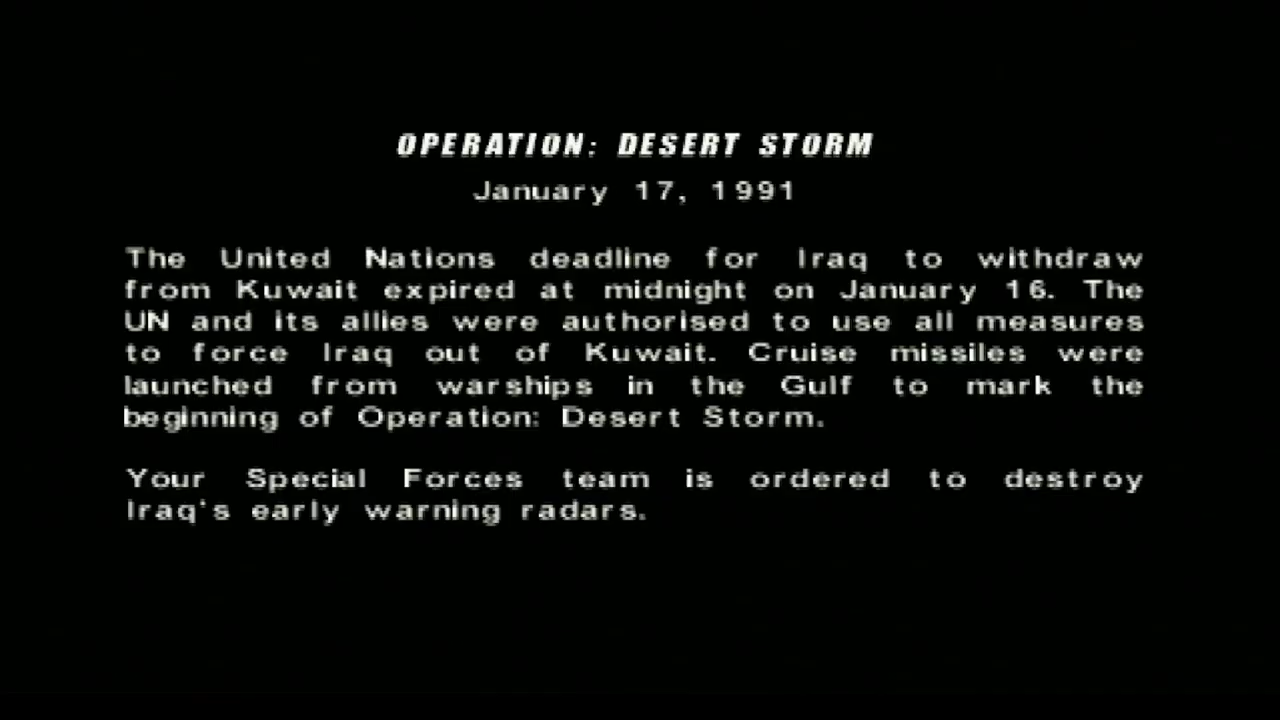 OPERATION: DESERT STORM
January 17, 1991
The United Nations deadline for Iraq to withdraw
from Kuwait expired at midnight on January 16. The
UN and its allies were authorised to use all measures
to force Iraq out of Kuwait. Cruise missiles were
launched from warships in the Gulf to mark the
beginning of Operation: Desert Storm.
Your Special Forces team is ordered to destroy
Iraq's early warning radars.